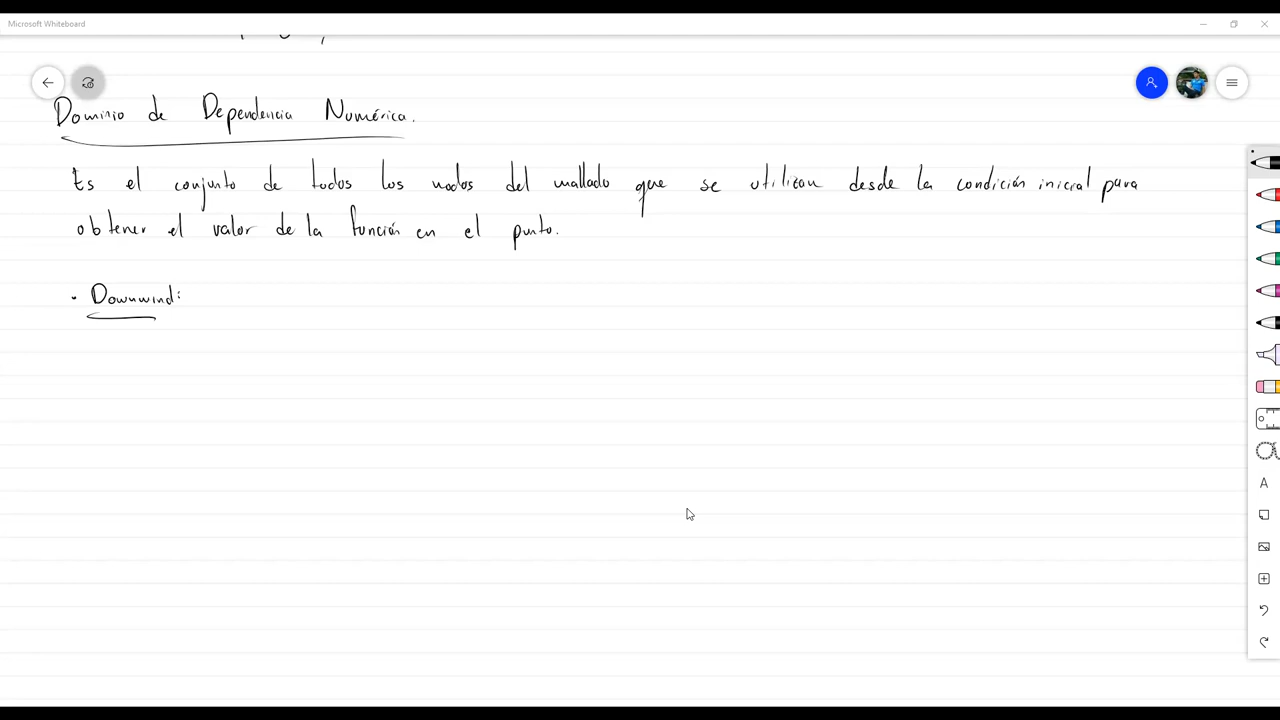 Microsoft Whiteboard
Dominio de Dependencia Numérica.
Es el conjunto de todos los nodos del mallado que se utilizan desde la condición inicial para
obtener el valor de la función en el punto.
· Downwind:
A